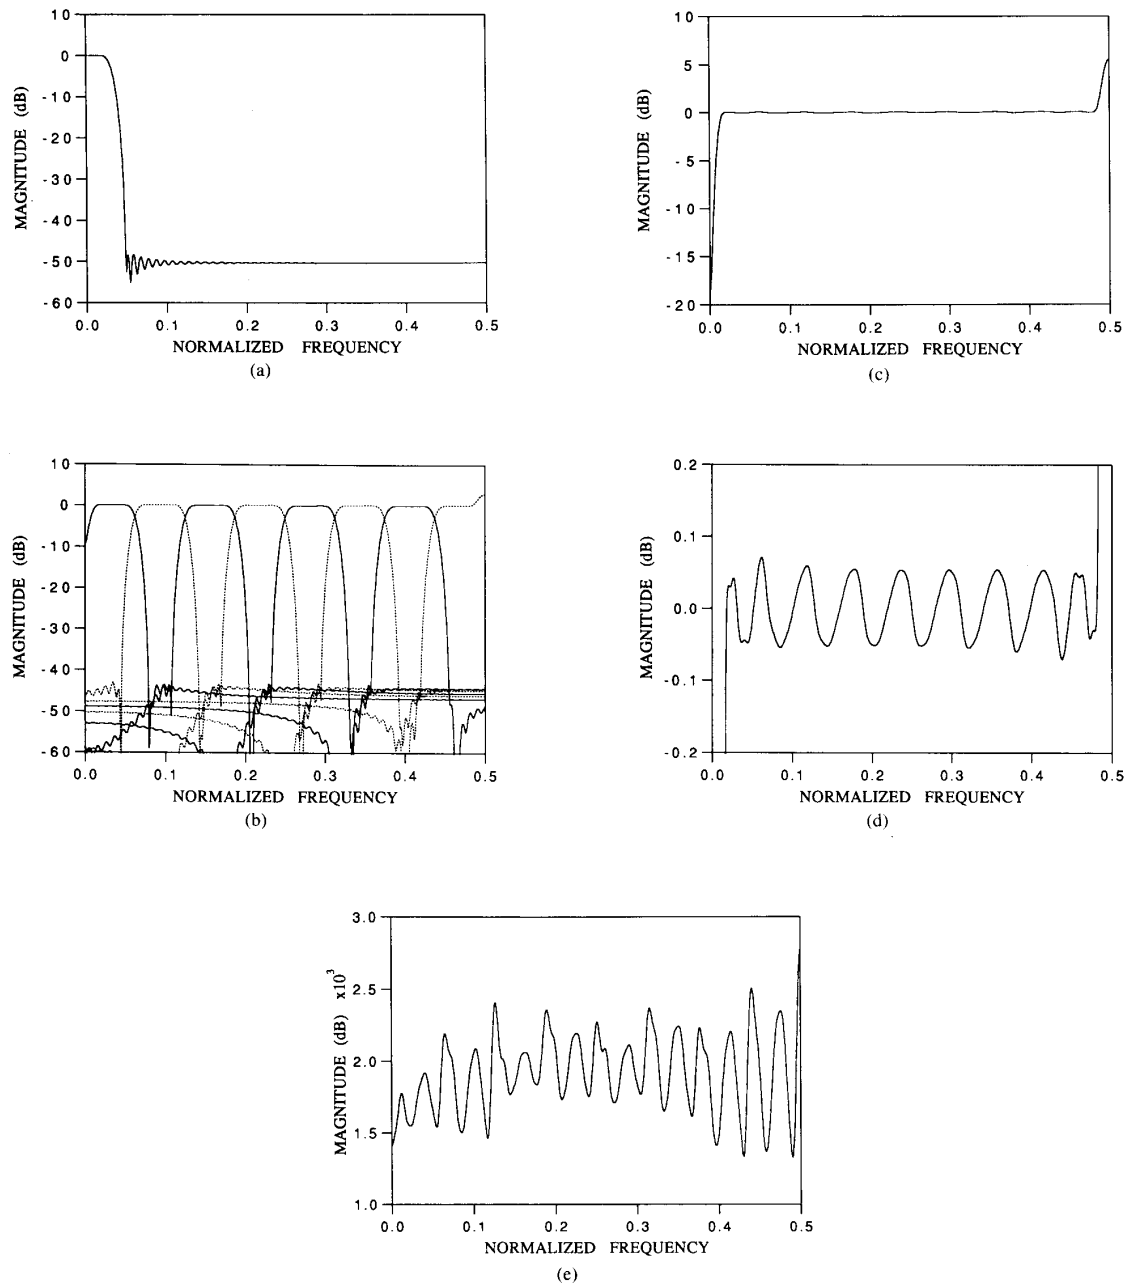 10
0
-10
-20
-30
-40
-50
-60
MAGNITUDE (dB)
0.0 0.1 0.2 0.3 0.4 0.5
NORMALIZED FREQUENCY
(a)
10
5
0
-5
-10
-15
-20
MAGNITUDE (dB)
0.0 0.1 0.2 0.3 0.4 0.5
NORMALIZED FREQUENCY
(c)
10
0
-10
-20
-30
-40
-50
-60
MAGNITUDE (dB)
0.0 0.1 0.2 0.3 0.4 0.5
NORMALIZED FREQUENCY
(b)
0.2
0.1
0.0
-0.1
-0.2
MAGNITUDE (dB)
0.0 0.1 0.2 0.3 0.4 0.5
NORMALIZED FREQUENCY
(d)
3.0
2.5
2.0
1.5
1.0
MAGNITUDE (dB) x10³
0.0 0.1 0.2 0.3 0.4 0.5
NORMALIZED FREQUENCY
(e)